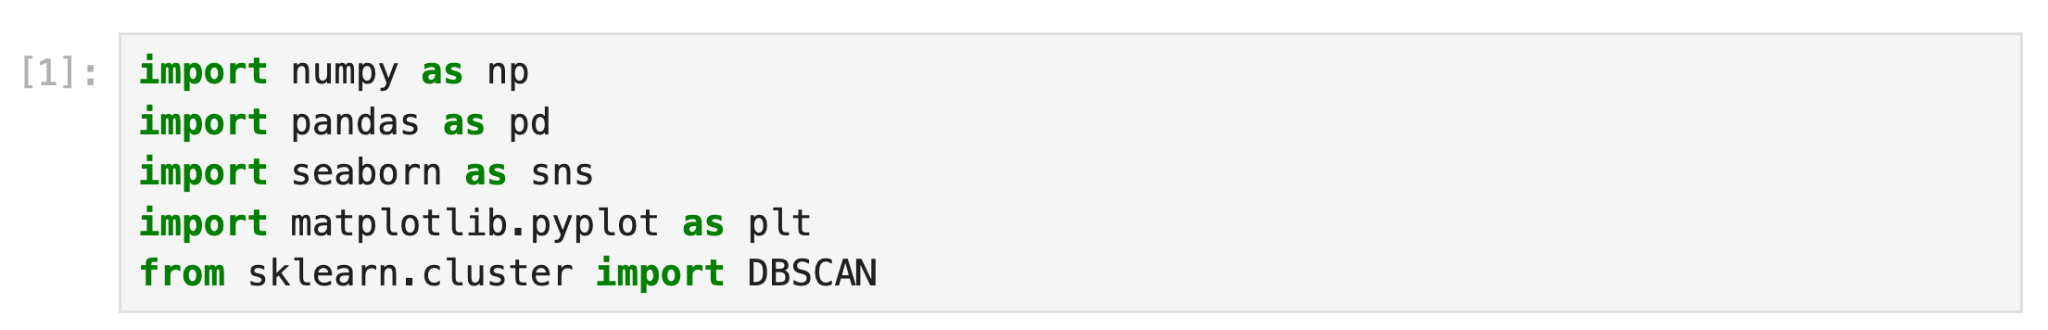 [1]: import numpy as np
import pandas as pd
import seaborn as sns
import matplotlib.pyplot as plt
from sklearn.cluster import DBSCAN